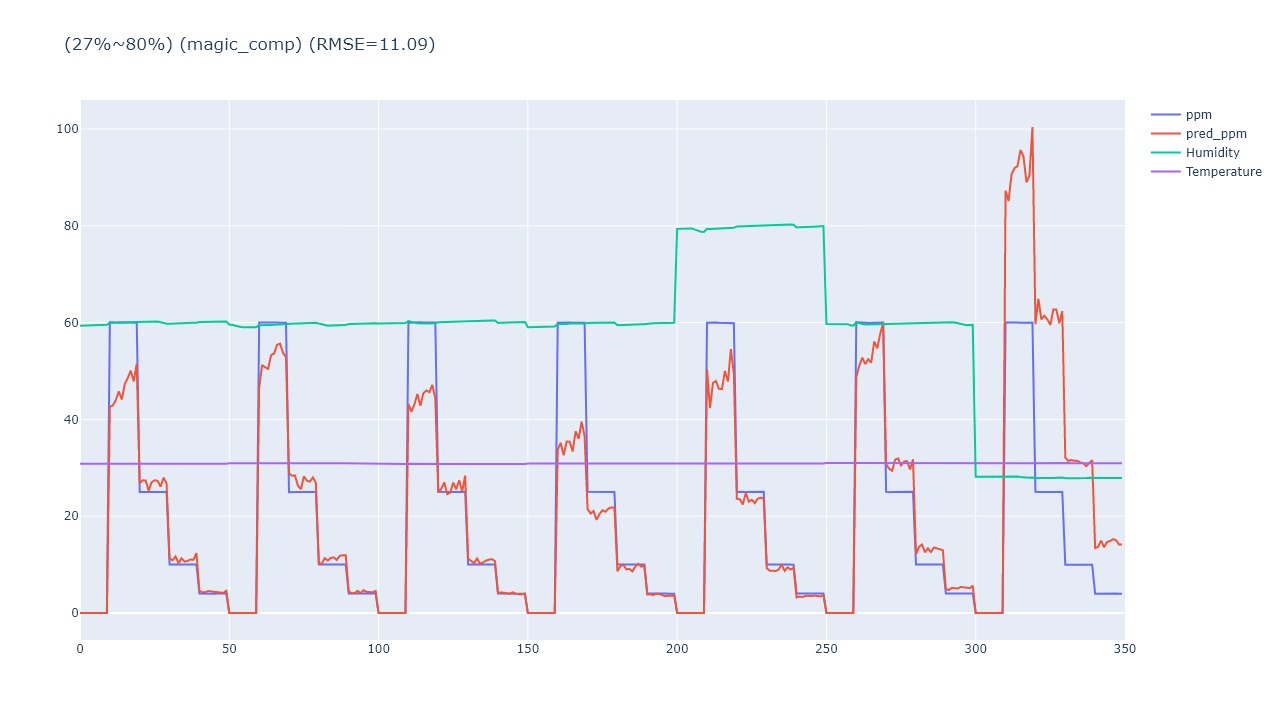 (27%~80%) (magic_comp) (RMSE=11.09)
ppm
pred_ppm
Humidity
Temperature
100
80
60
40
20
0
0 50 100 150 200 250 300 350